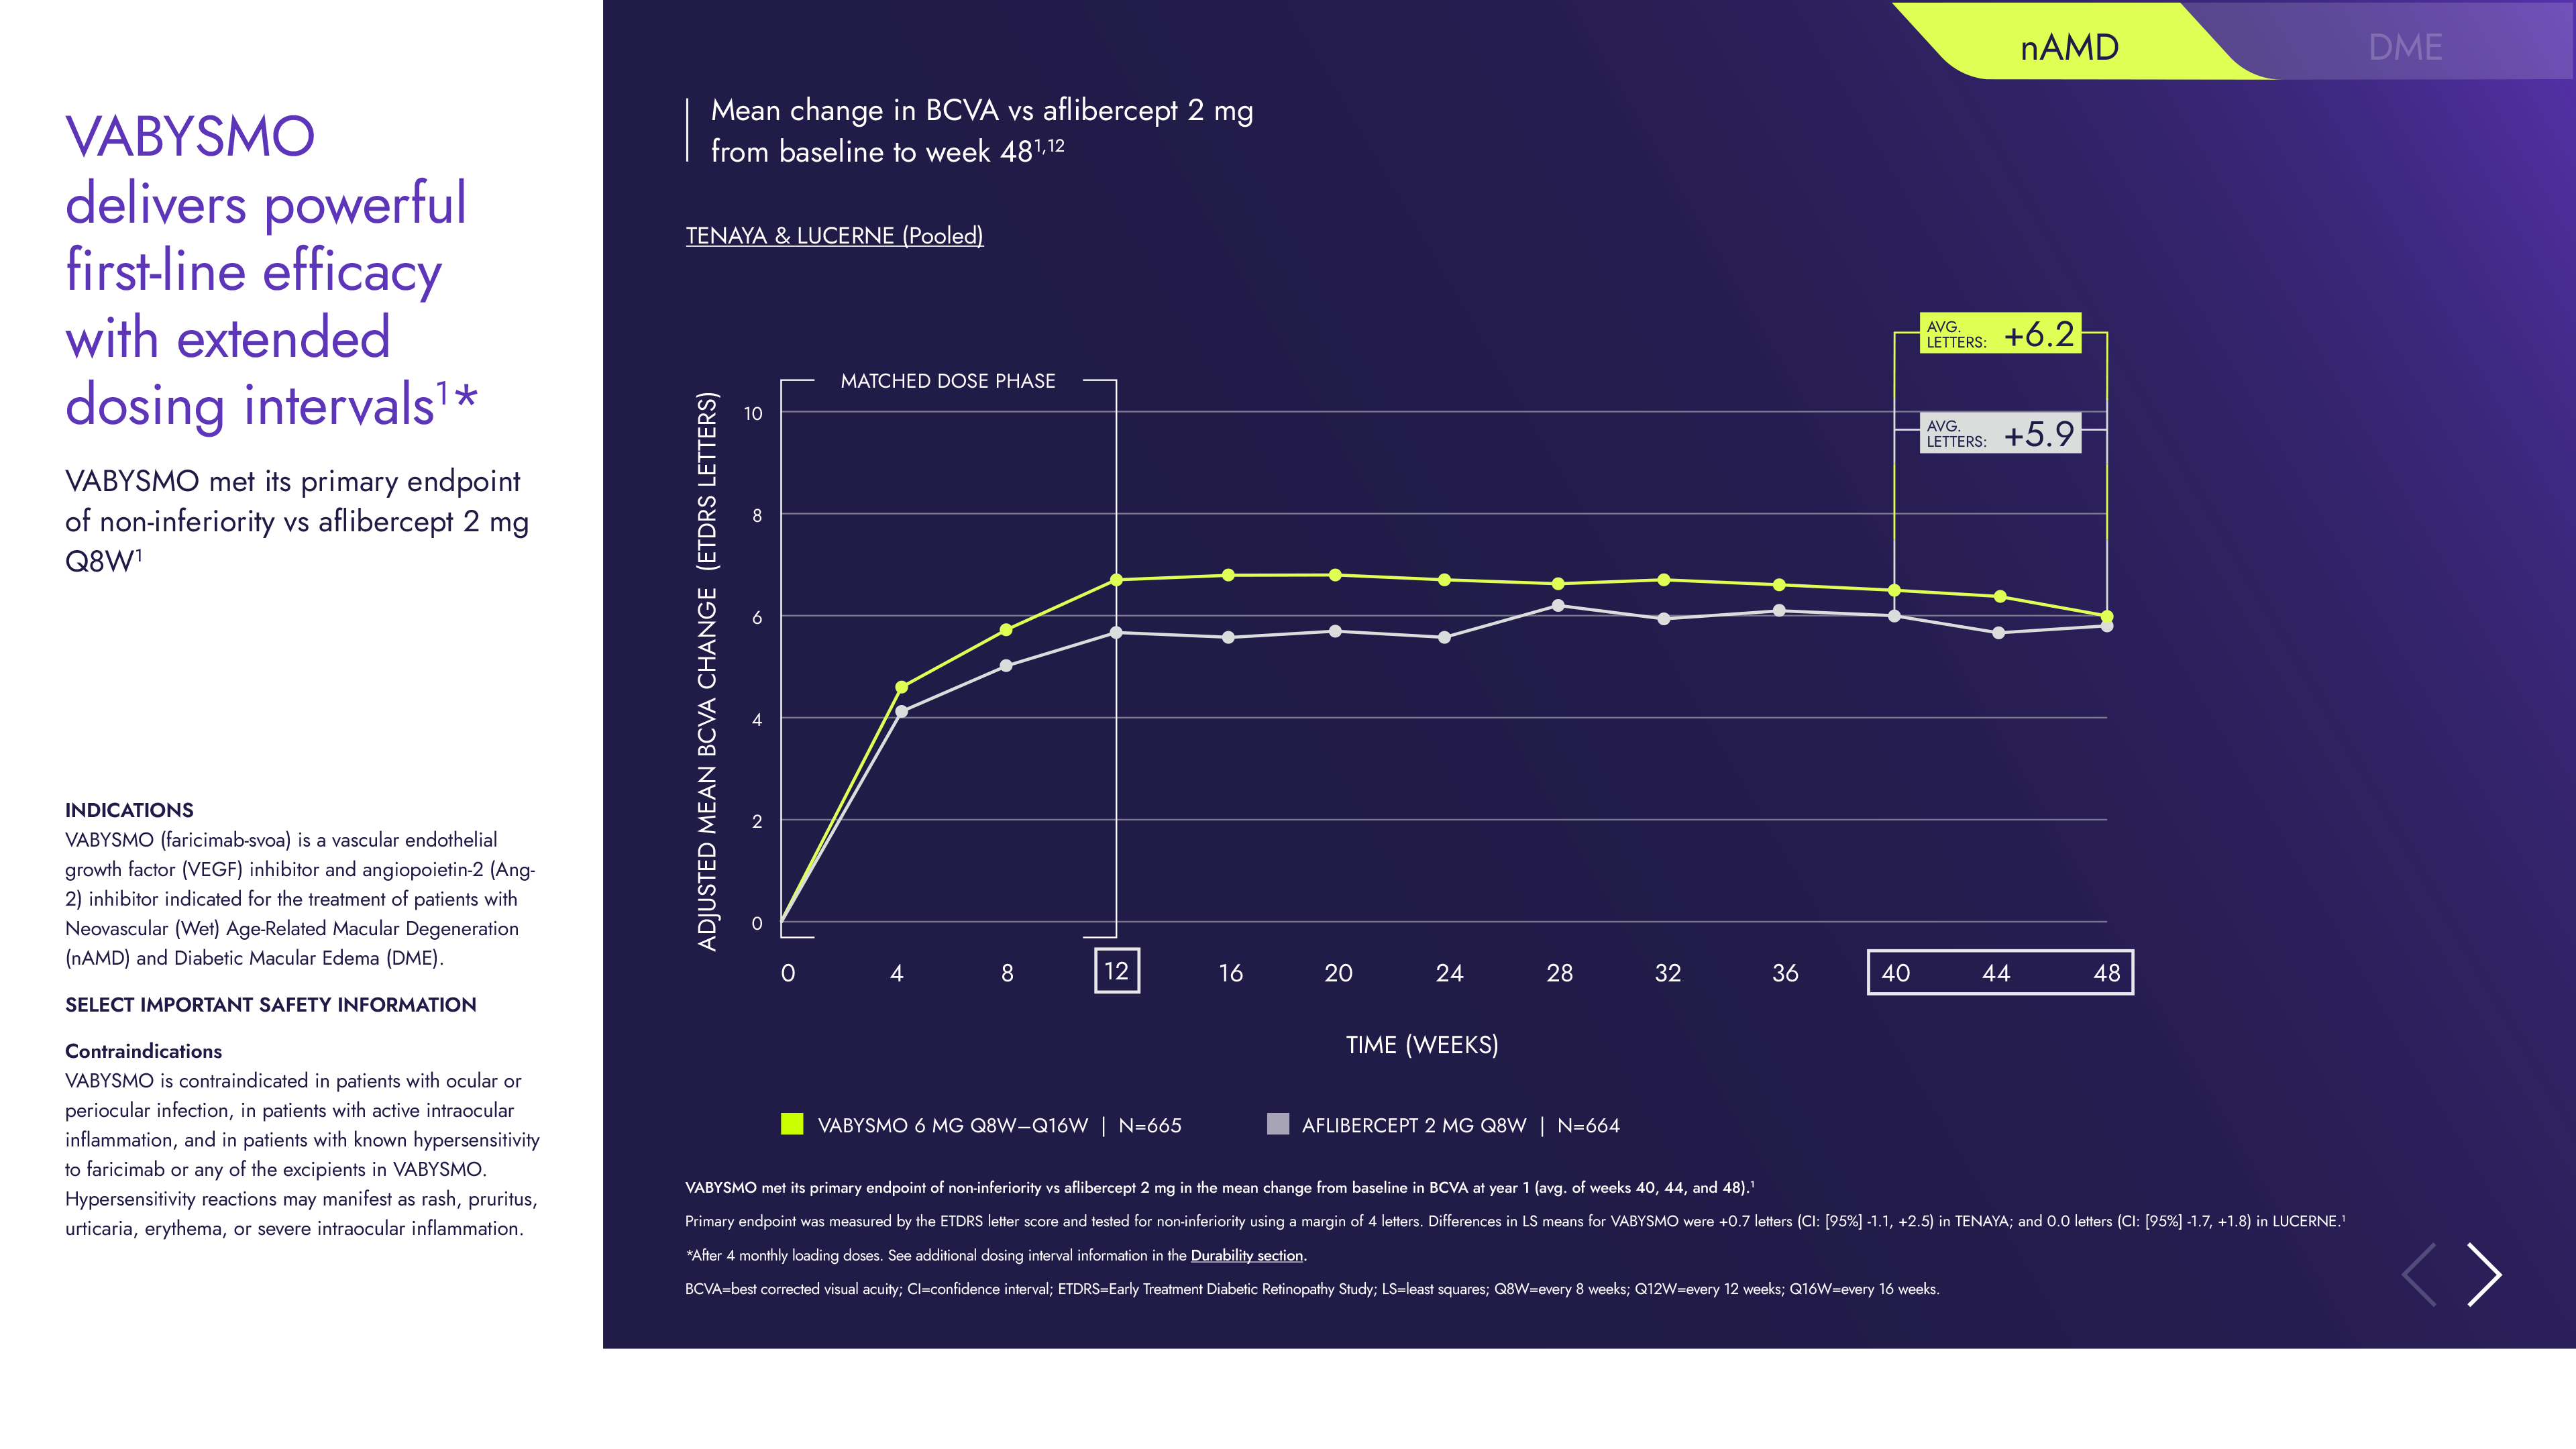 VABYSMO
delivers powerful
first-line efficacy
with extended
dosing intervals¹*
VABYSMO met its primary endpoint
of non-inferiority vs aflibercept 2 mg
Q8W¹
INDICATIONS
VABYSMO (faricimab-svoa) is a vascular endothelial
growth factor (VEGF) inhibitor and angiopoietin-2 (Ang-
2) inhibitor indicated for the treatment of patients with
Neovascular (Wet) Age-Related Macular Degeneration
(nAMD) and Diabetic Macular Edema (DME).
SELECT IMPORTANT SAFETY INFORMATION
Contraindications
VABYSMO is contraindicated in patients with ocular or
periocular infection, in patients with active intraocular
inflammation, and in patients with known hypersensitivity
to faricimab or any of the excipients in VABYSMO.
Hypersensitivity reactions may manifest as rash, pruritus,
urticaria, erythema, or severe intraocular inflammation.
nAMD
DME
Mean change in BCVA vs aflibercept 2 mg
from baseline to week 48¹,¹²
TENAYA & LUCERNE (Pooled)
AVG.
LETTERS: +6.2
AVG.
LETTERS: +5.9
MATCHED DOSE PHASE
ADJUSTED MEAN BCVA CHANGE (ETDRS LETTERS)
10
8
6
4
2
0
0 4 8 12 16 20 24 28 32 36 40 44 48
TIME (WEEKS)
VABYSMO 6 MG Q8W–Q16W | N=665
AFLIBERCEPT 2 MG Q8W | N=664
VABYSMO met its primary endpoint of non-inferiority vs aflibercept 2 mg in the mean change from baseline in BCVA at year 1 (avg. of weeks 40, 44, and 48).¹
Primary endpoint was measured by the ETDRS letter score and tested for non-inferiority using a margin of 4 letters. Differences in LS means for VABYSMO were +0.7 letters (CI: [95%] -1.1, +2.5) in TENAYA; and 0.0 letters (CI: [95%] -1.7, +1.8) in LUCERNE.¹
*After 4 monthly loading doses. See additional dosing interval information in the Durability section.
BCVA=best corrected visual acuity; CI=confidence interval; ETDRS=Early Treatment Diabetic Retinopathy Study; LS=least squares; Q8W=every 8 weeks; Q12W=every 12 weeks; Q16W=every 16 weeks.